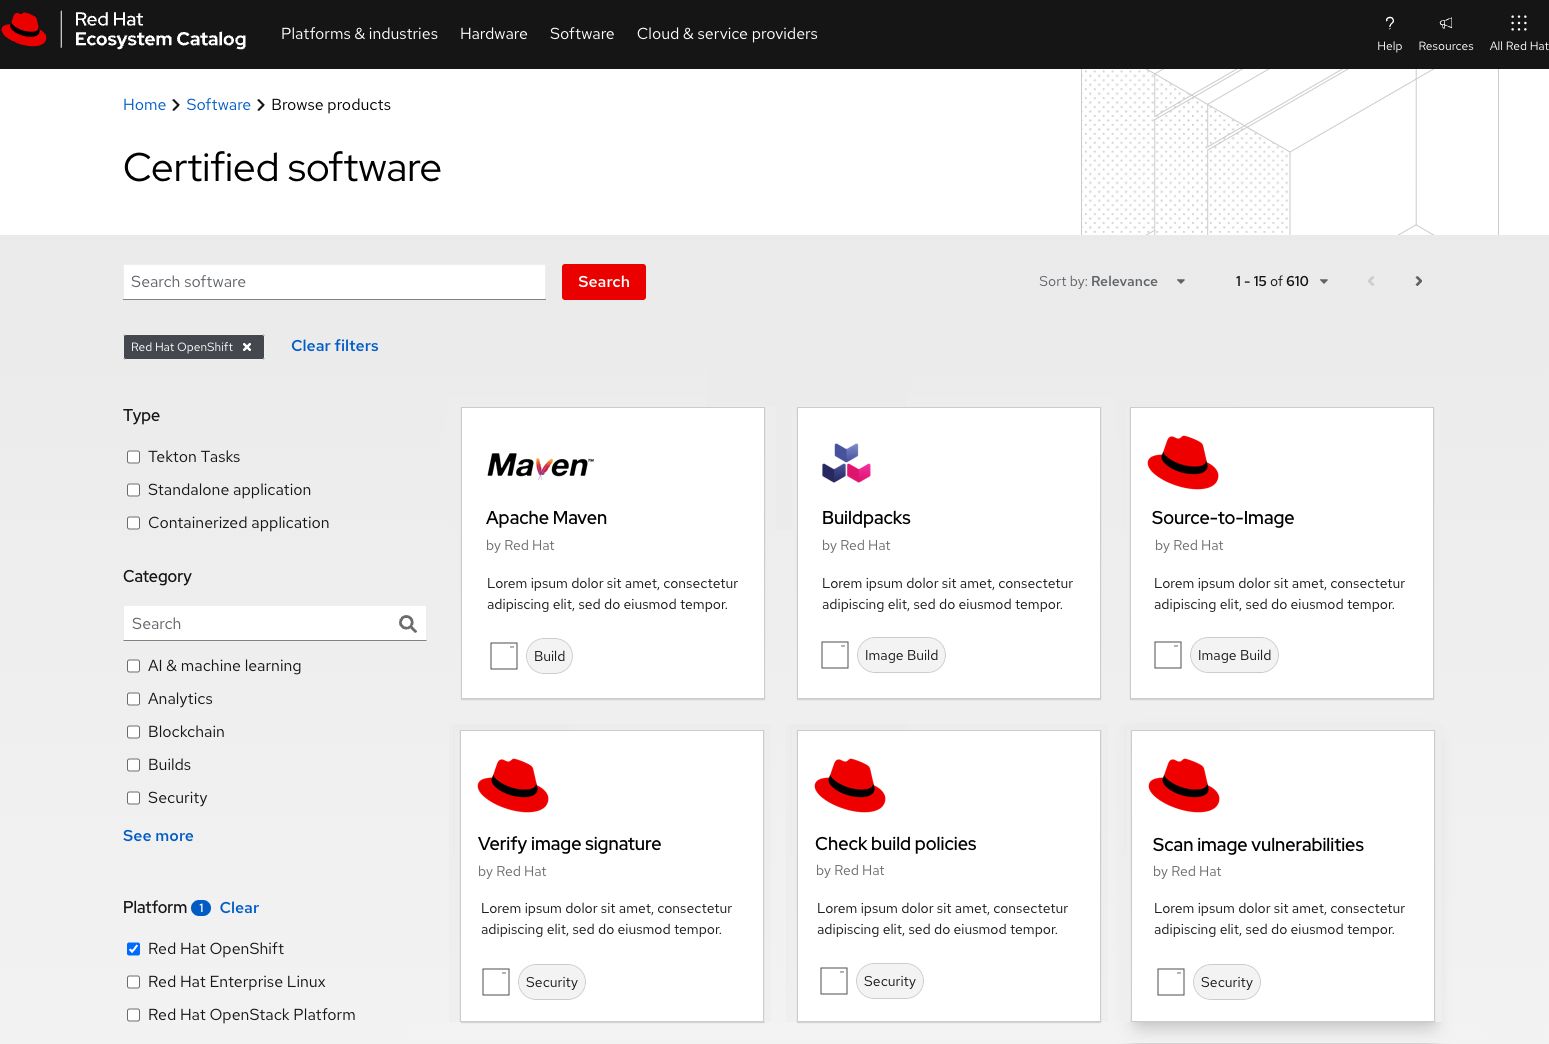 Red Hat
Ecosystem Catalog
Platforms & industries Hardware Software Cloud & service providers
? Help Resources All Red Hat
Home > Software > Browse products
Certified software
Search software
Search
Sort by: Relevance
1 - 15 of 610
Red Hat OpenShift
Clear filters
Type
Tekton Tasks
Standalone application
Containerized application
Category
Search
AI & machine learning
Analytics
Blockchain
Builds
Security
See more
Platform 1 Clear
Red Hat OpenShift
Red Hat Enterprise Linux
Red Hat OpenStack Platform
Maven™
Apache Maven
by Red Hat
Lorem ipsum dolor sit amet, consectetur
adipiscing elit, sed do eiusmod tempor.
Build
Buildpacks
by Red Hat
Lorem ipsum dolor sit amet, consectetur
adipiscing elit, sed do eiusmod tempor.
Image Build
Source-to-Image
by Red Hat
Lorem ipsum dolor sit amet, consectetur
adipiscing elit, sed do eiusmod tempor.
Image Build
Verify image signature
by Red Hat
Lorem ipsum dolor sit amet, consectetur
adipiscing elit, sed do eiusmod tempor.
Security
Check build policies
by Red Hat
Lorem ipsum dolor sit amet, consectetur
adipiscing elit, sed do eiusmod tempor.
Security
Scan image vulnerabilities
by Red Hat
Lorem ipsum dolor sit amet, consectetur
adipiscing elit, sed do eiusmod tempor.
Security